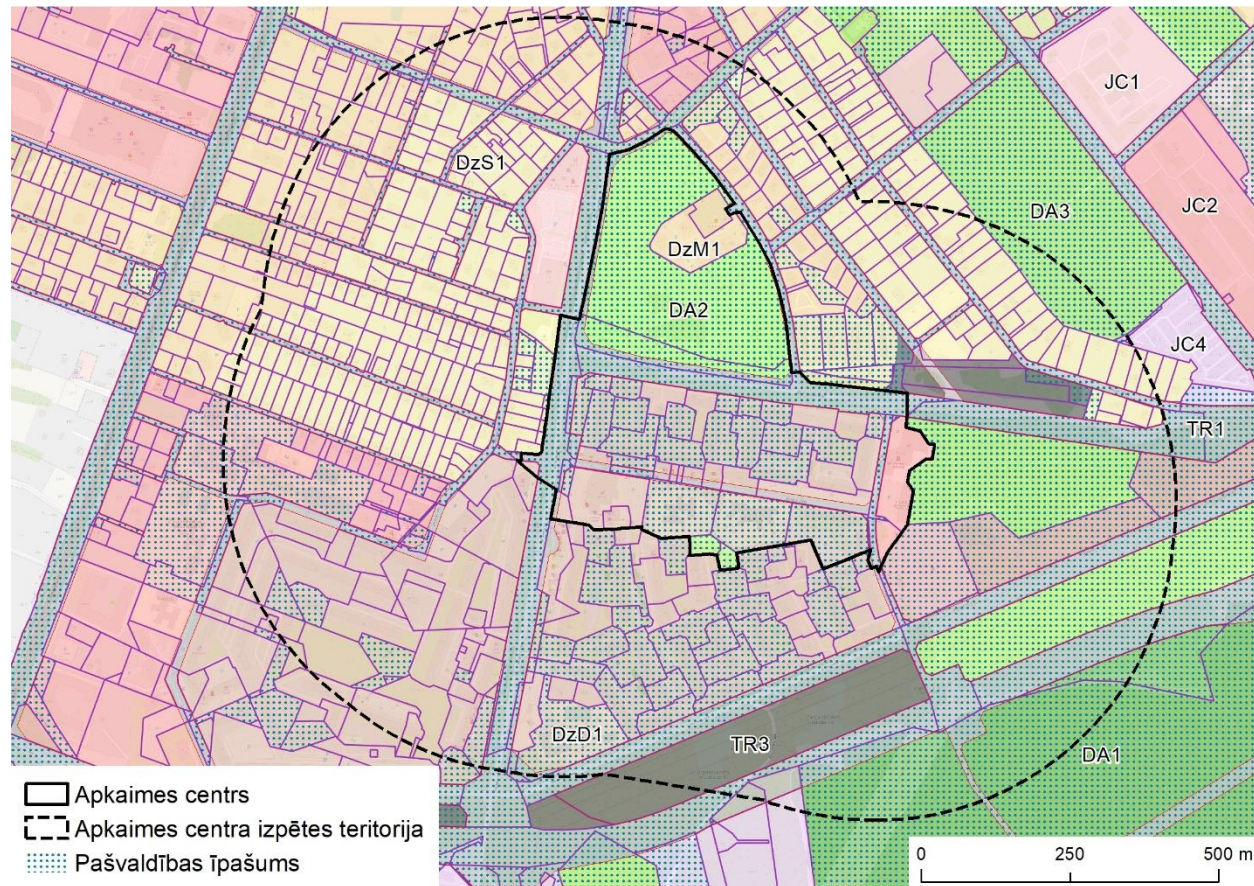 JC1
DzS1
JC2
DA3
DzM1
DA2
JC4
TR1
DzD1
TR3
DA1
Apkaimes centrs
Apkaimes centra izpētes teritorija
Pašvaldības īpašums
0 250 500 m